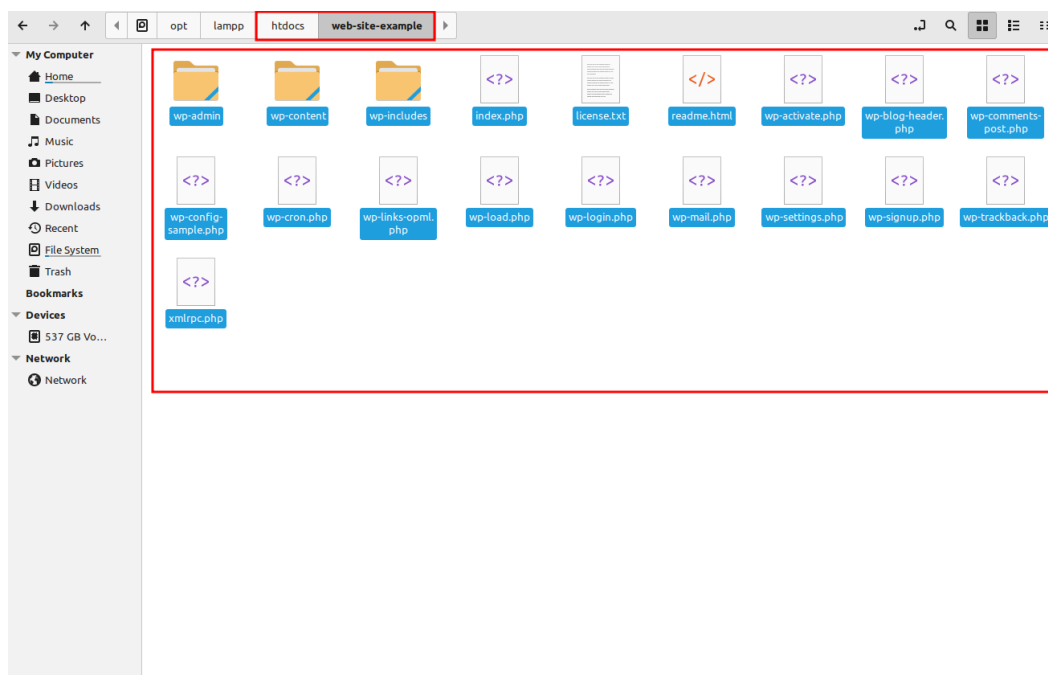 opt lampp htdocs web-site-example
My Computer
Home
Desktop
Documents
Music
Pictures
Videos
Downloads
Recent
File System
Trash
Bookmarks
Devices
537 GB Vo...
Network
Network
<?> </> <?> <?> <?>
wp-admin wp-content wp-includes index.php license.txt readme.html wp-activate.php wp-blog-header. wp-comments-
php post.php
<?> <?> <?> <?> <?> <?> <?> <?> <?>
wp-config- wp-cron.php wp-links-opml. wp-load.php wp-login.php wp-mail.php wp-settings.php wp-signup.php wp-trackback.php
sample.php php
<?>
xmlrpc.php